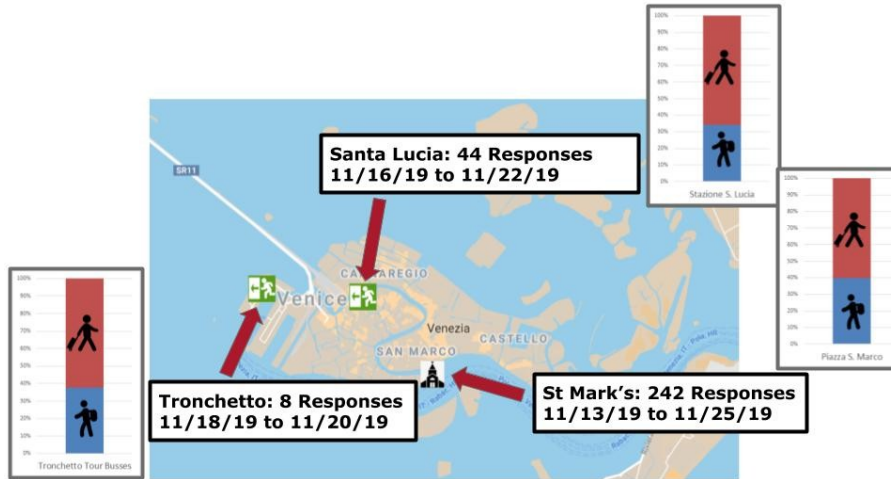 100%
90%
80%
70%
60%
50%
40%
30%
20%
10%
0%
Stazione S. Lucia
Santa Lucia: 44 Responses
11/16/19 to 11/22/19
SR11
100%
90%
80%
70%
60%
50%
40%
30%
20%
10%
0%
Piazza S. Marco
CANNAREGIO
Venice
Venezia
CASTELLO
SAN MARCO
100%
90%
80%
70%
60%
50%
40%
30%
20%
10%
0%
Tronchetto Tour Busses
Tronchetto: 8 Responses
11/18/19 to 11/20/19
St Mark's: 242 Responses
11/13/19 to 11/25/19